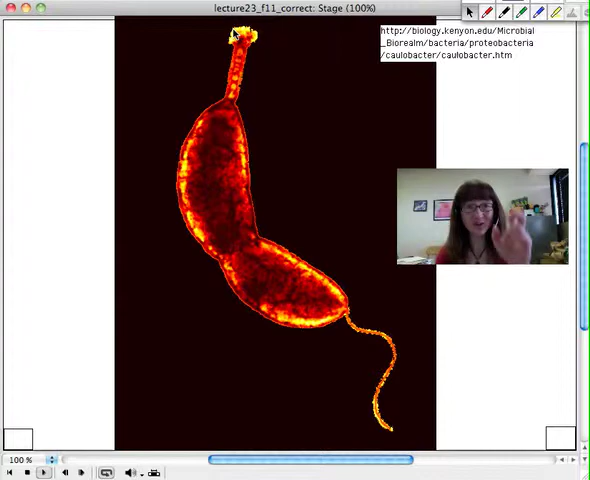 lecture23_f11_correct: Stage (100%)
http://biology.kenyon.edu/Microbial
_Biorealm/bacteria/proteobacteria
/caulobacter/caulobacter.htm
100 %